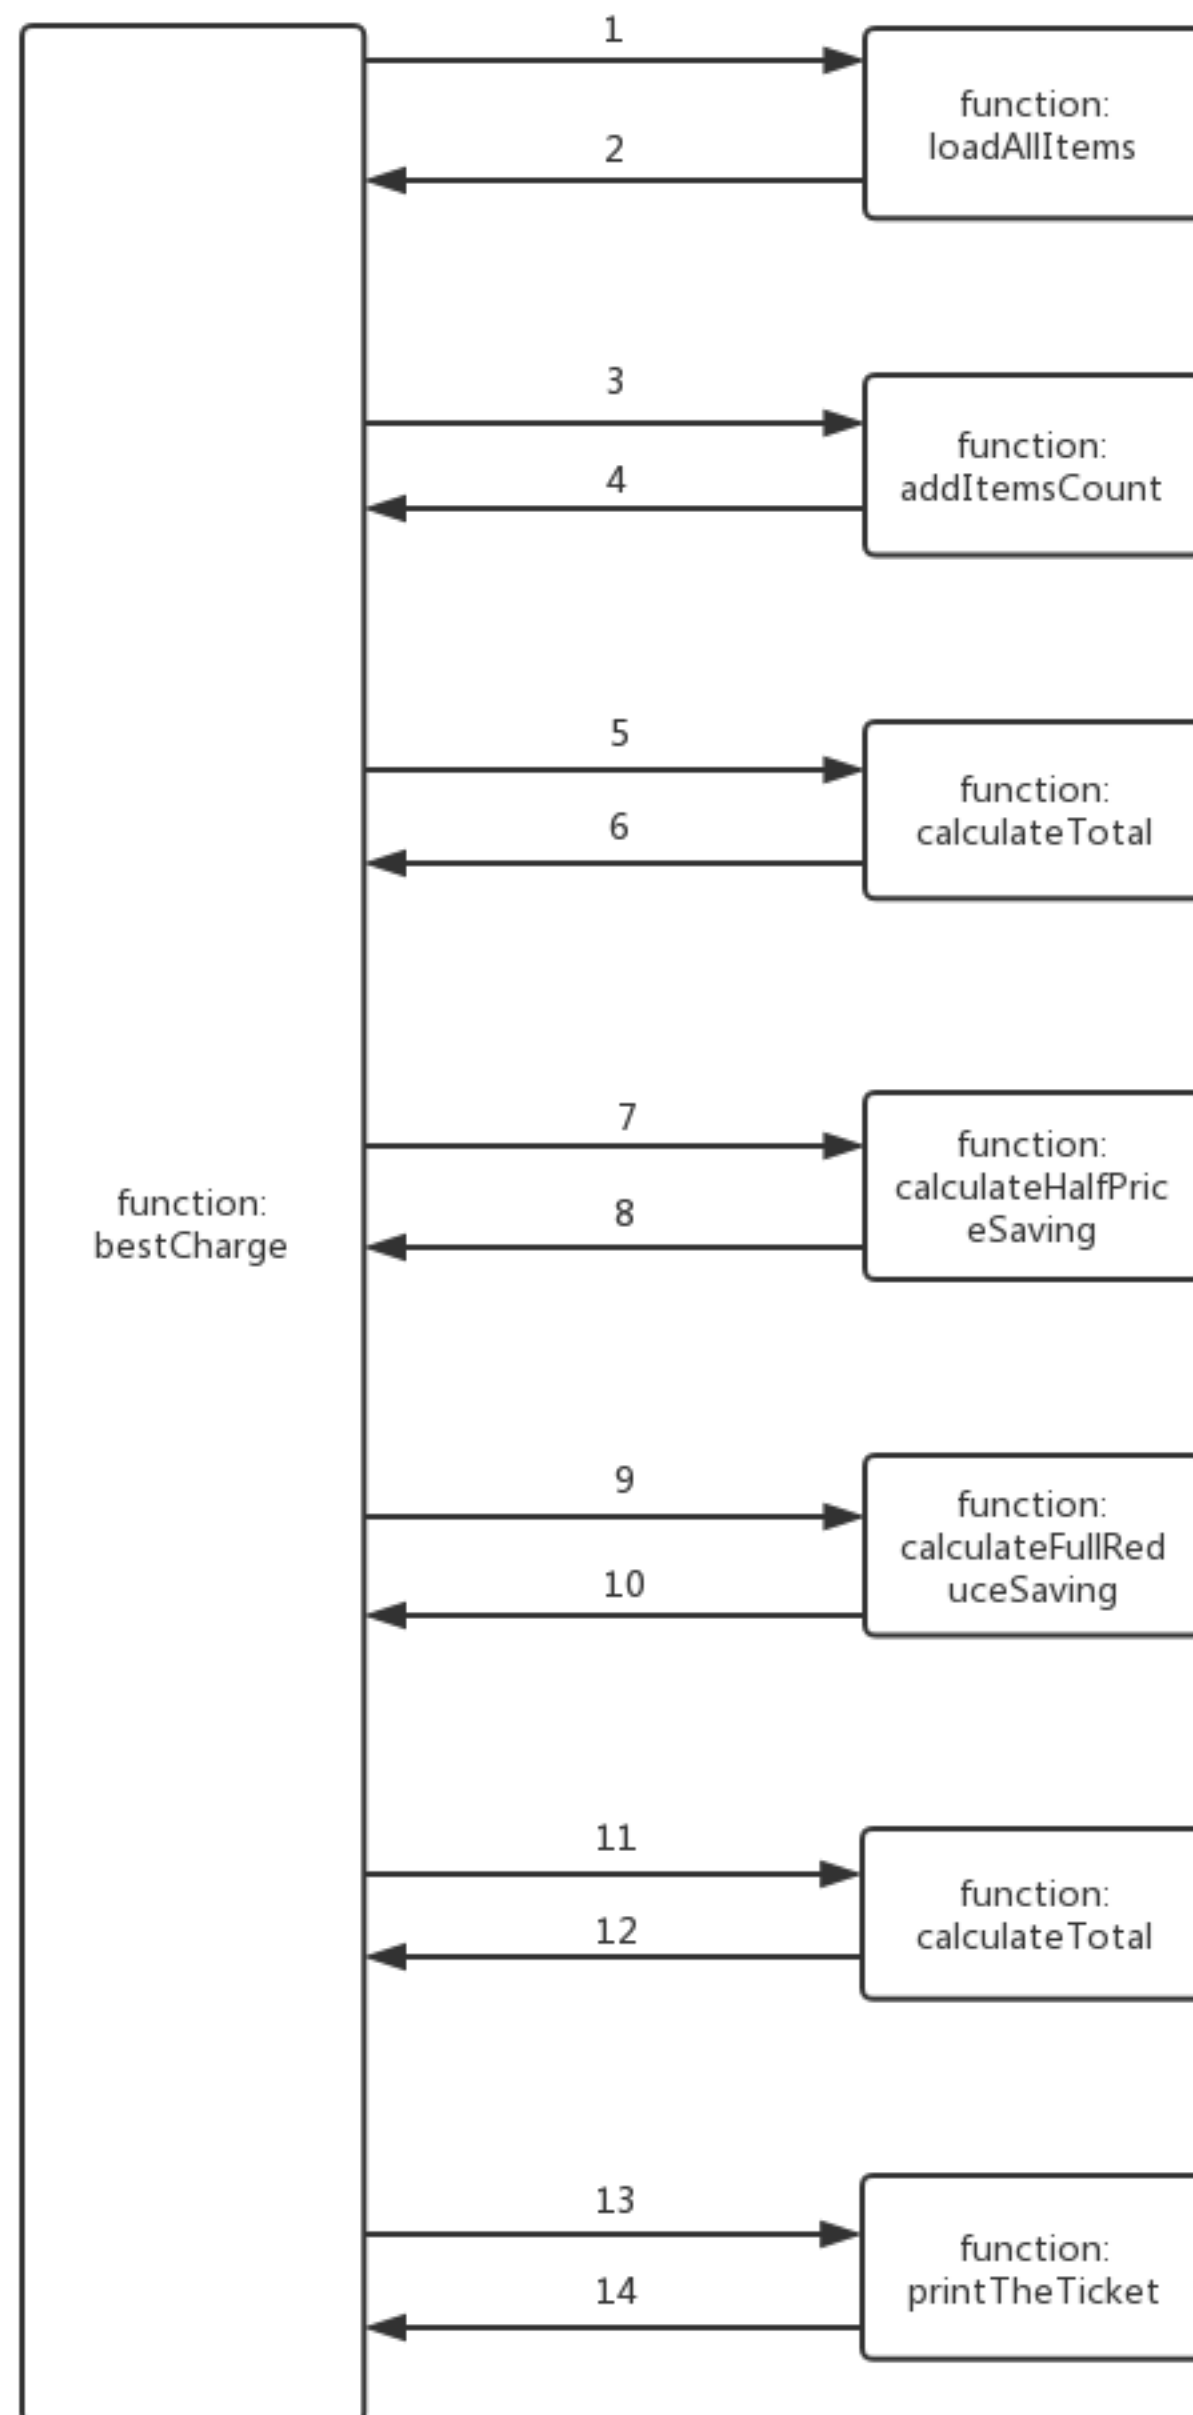 1
function:
loadAllItems
2
3
function:
addItemsCount
4
5
function:
calculateTotal
6
7
function:
calculateHalfPric
eSaving
8
function:
bestCharge
9
function:
calculateFullRed
uceSaving
10
11
function:
calculateTotal
12
13
function:
printTheTicket
14